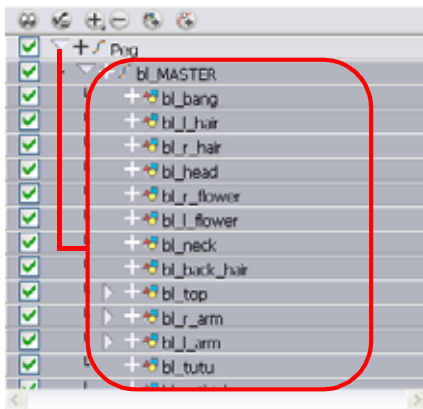 Peg
bl_MASTER
bl_bang
bl_l_hair
bl_r_hair
bl_head
bl_r_flower
bl_l_flower
bl_neck
bl_back_hair
bl_top
bl_r_arm
bl_l_arm
bl_tutu